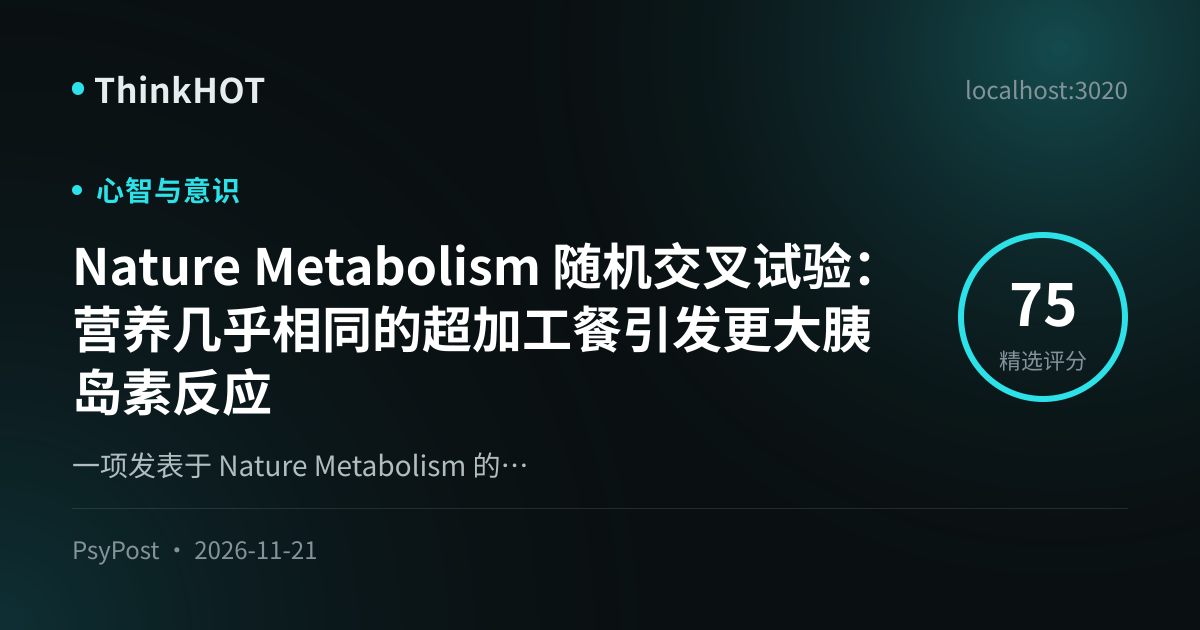 ThinkHOT
localhost:3020
心智与意识
Nature Metabolism 随机交叉试验：
营养几乎相同的超加工餐引发更大胰
岛素反应
75
精选评分
一项发表于 Nature Metabolism 的…
PsyPost · 2026-11-21